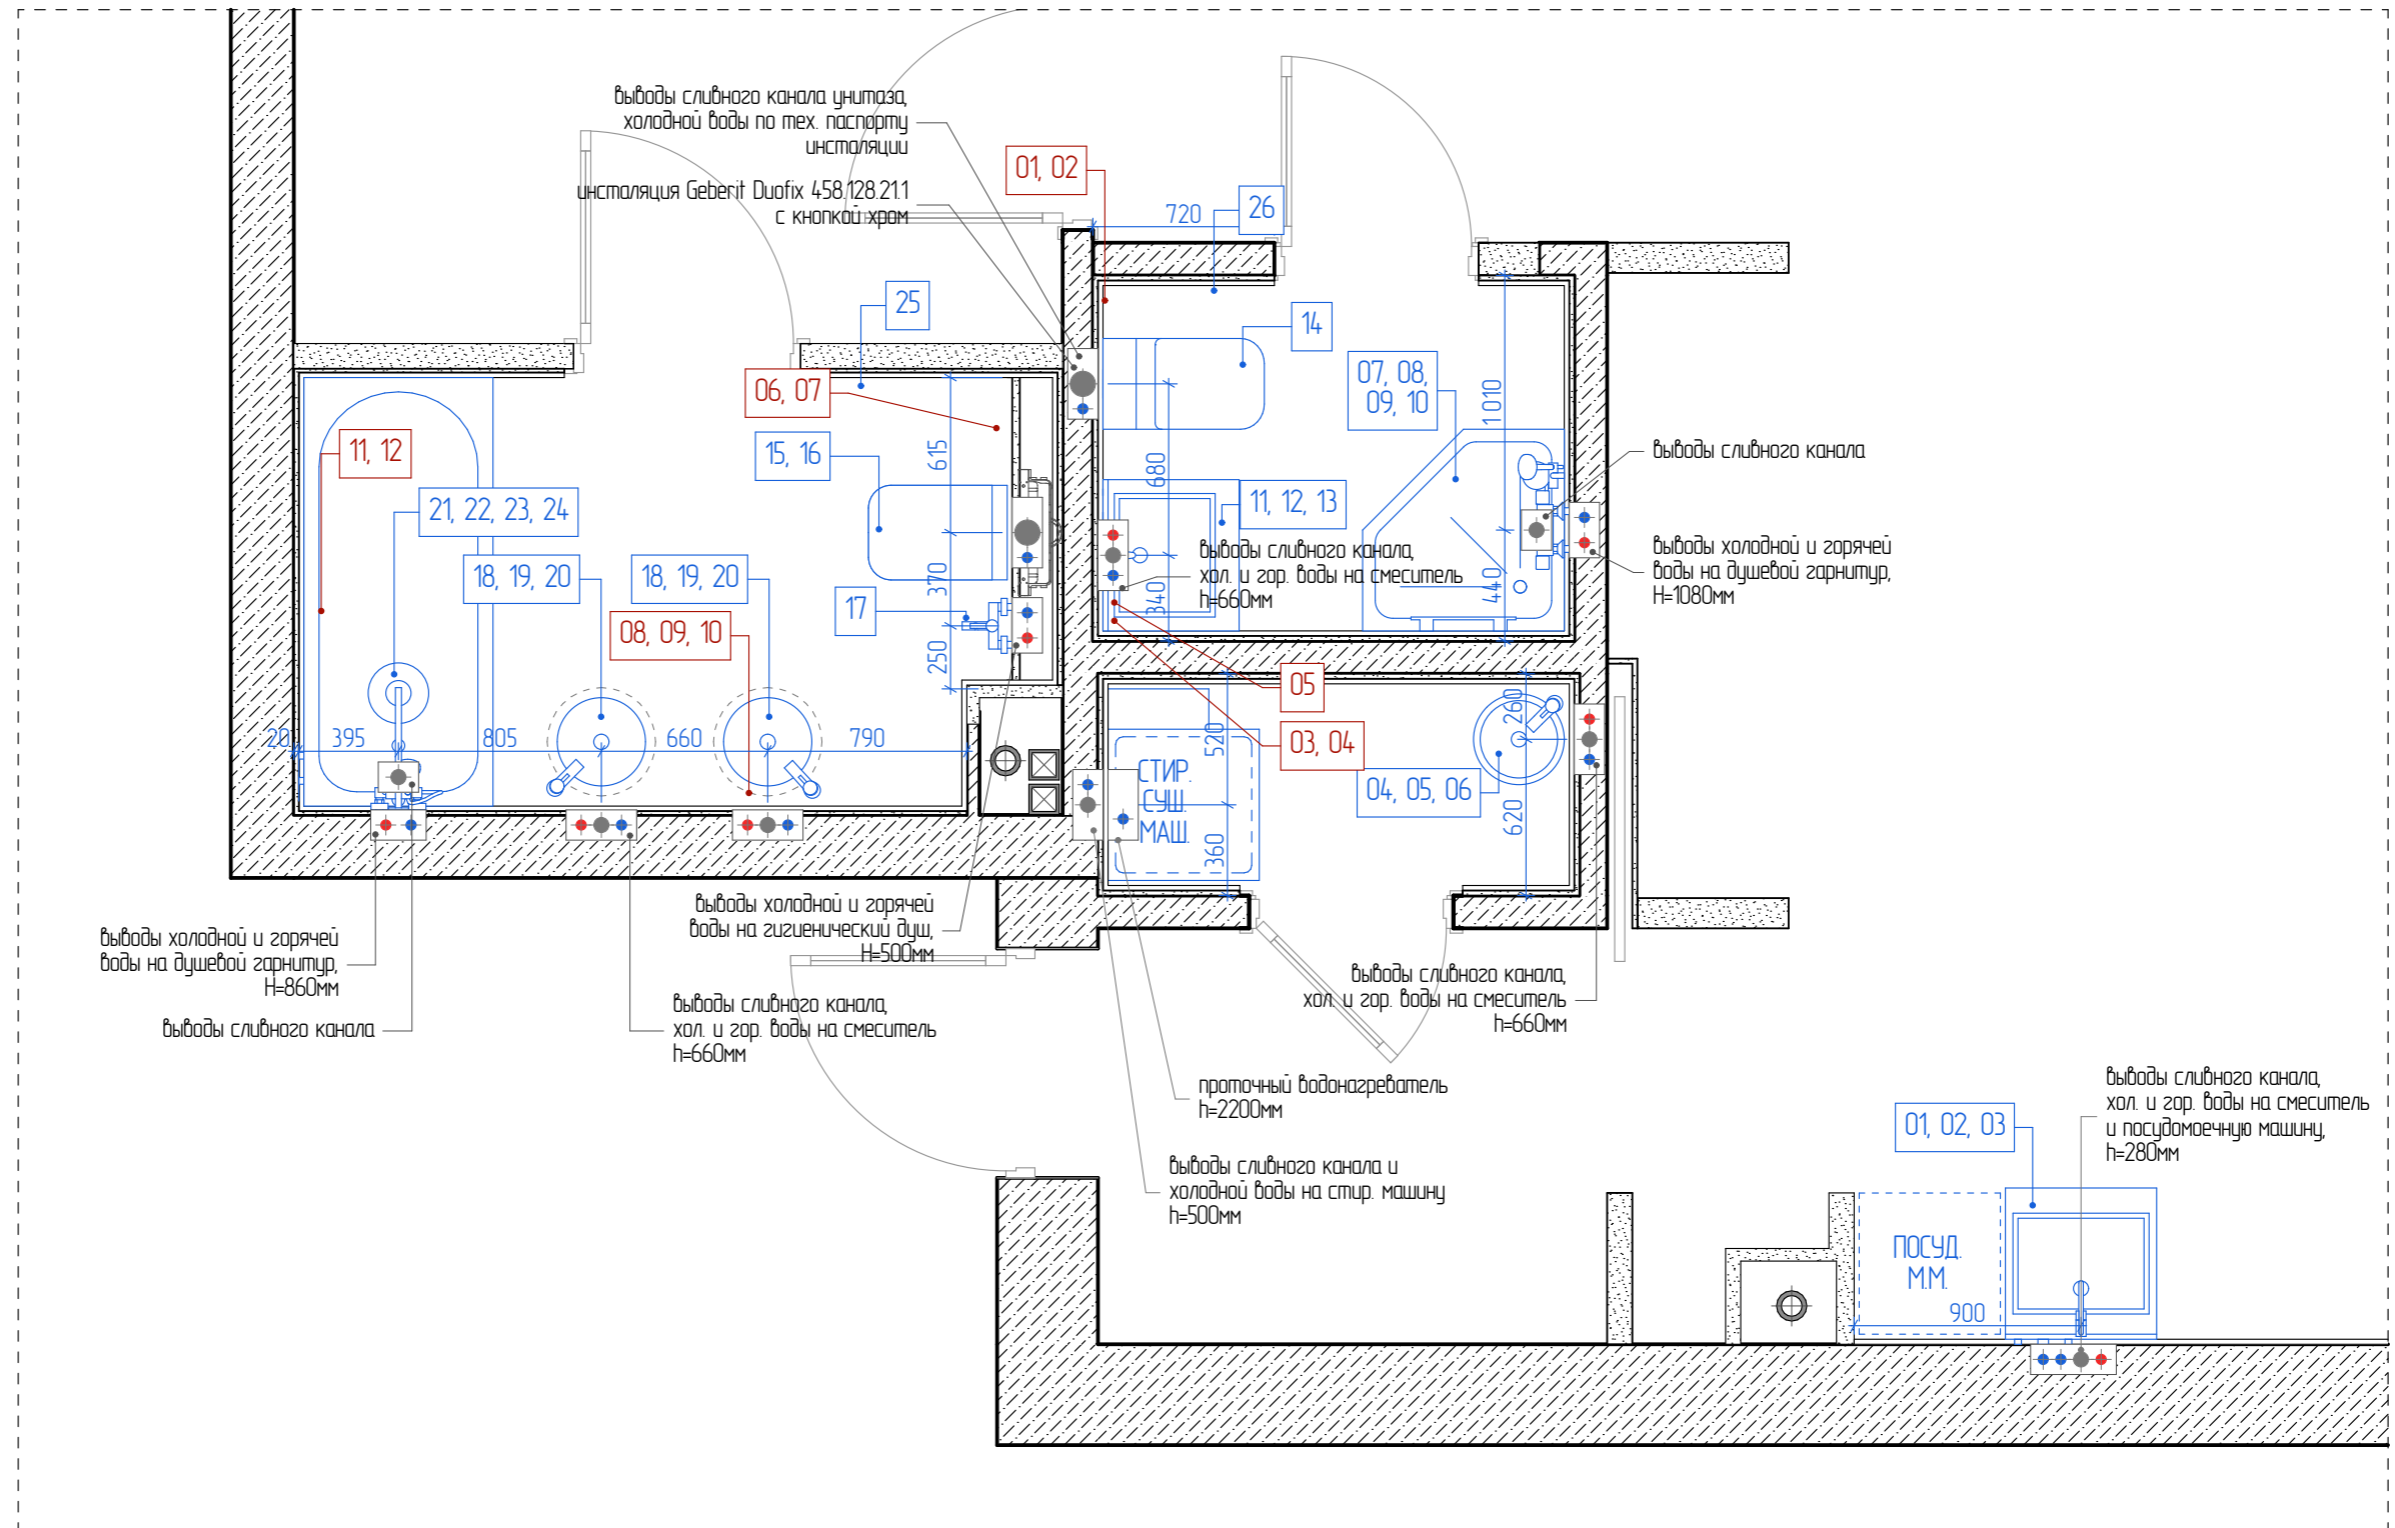 выводы сливного канала унитаза,
холодной воды по тех. паспорту
инсталяции
инсталяция Geberit Duofix 458.128.21.1
с кнопкой хром
01, 02
720
26
25
14
06, 07
07, 08,
09, 10
1 010
11, 12
615
15, 16
680
выводы сливного канала
21, 22, 23, 24
11, 12, 13
выводы сливного канала,
хол. и гор. воды на смеситель
h=660мм
выводы холодной и горячей
воды на душевой гарнитур,
H=1080мм
18, 19, 20
18, 19, 20
370
340
440
17
08, 09, 10
250
05
260
20
395
805
660
790
520
03, 04
СТИР.
СУШ.
МАШ.
04, 05, 06
360
620
выводы холодной и горячей
воды на гигиенический душ,
H=500мм
выводы холодной и горячей
воды на душевой гарнитур,
H=860мм
выводы сливного канала
выводы сливного канала,
хол. и гор. воды на смеситель
h=660мм
выводы сливного канала,
хол. и гор. воды на смеситель
h=660мм
проточный водонагреватель
h=2200мм
выводы сливного канала и
холодной воды на стир. машину
h=500мм
выводы сливного канала,
хол. и гор. воды на смеситель
и посудомоечную машину,
h=280мм
01, 02, 03
ПОСУД.
М.М.
900